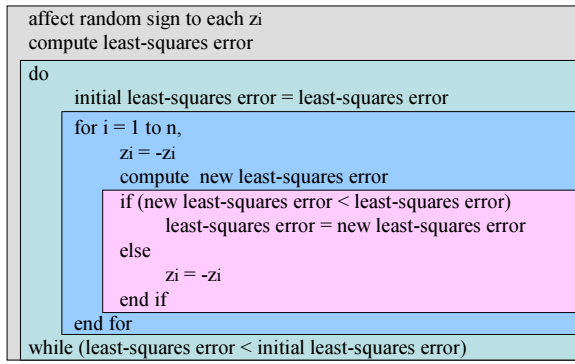 affect random sign to each zi
compute least-squares error
do
initial least-squares error = least-squares error
for i = 1 to n,
zi = -zi
compute new least-squares error
if (new least-squares error < least-squares error)
least-squares error = new least-squares error
else
zi = -zi
end if
end for
while (least-squares error < initial least-squares error)